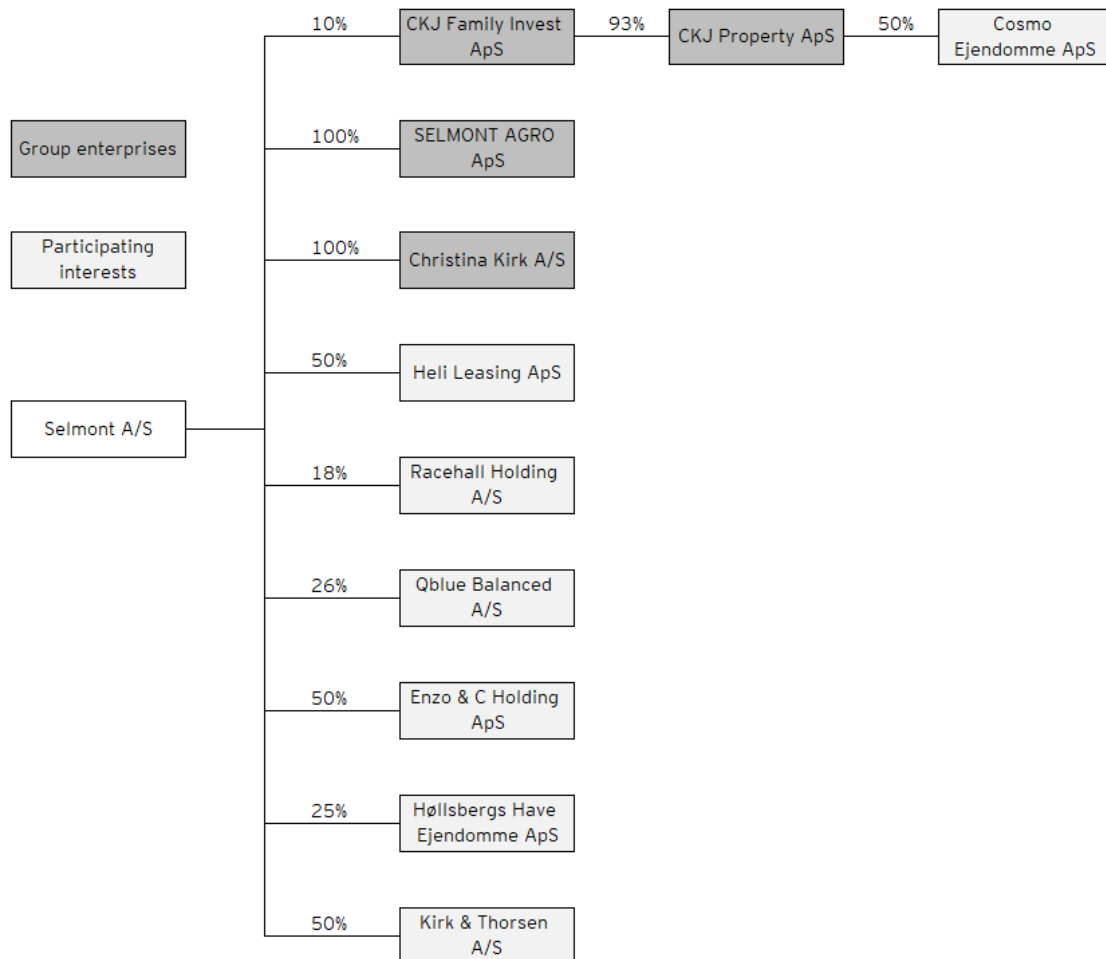 10%
CKJ Family Invest
ApS
93%
CKJ Property ApS
50%
Cosmo
Ejendomme ApS
Group enterprises
100%
SELMONT AGRO
ApS
Participating
interests
100%
Christina Kirk A/S
50%
Heli Leasing ApS
Selmont A/S
18%
Racehall Holding
A/S
26%
Qblue Balanced
A/S
50%
Enzo & C Holding
ApS
25%
Høllsbergs Have
Ejendomme ApS
50%
Kirk & Thorsen
A/S